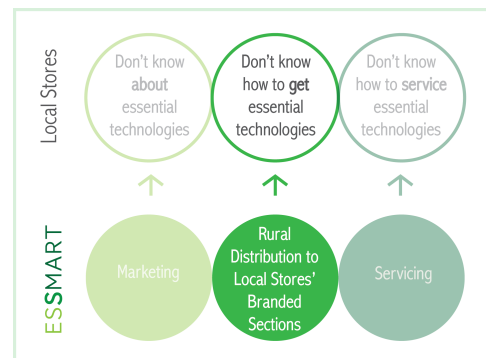 Local Stores
Don't know
about
essential
technologies
Don't know
how to get
essential
technologies
Don't know
how to service
essential
technologies
ESSMART
Marketing
Rural
Distribution to
Local Stores'
Branded
Sections
Servicing